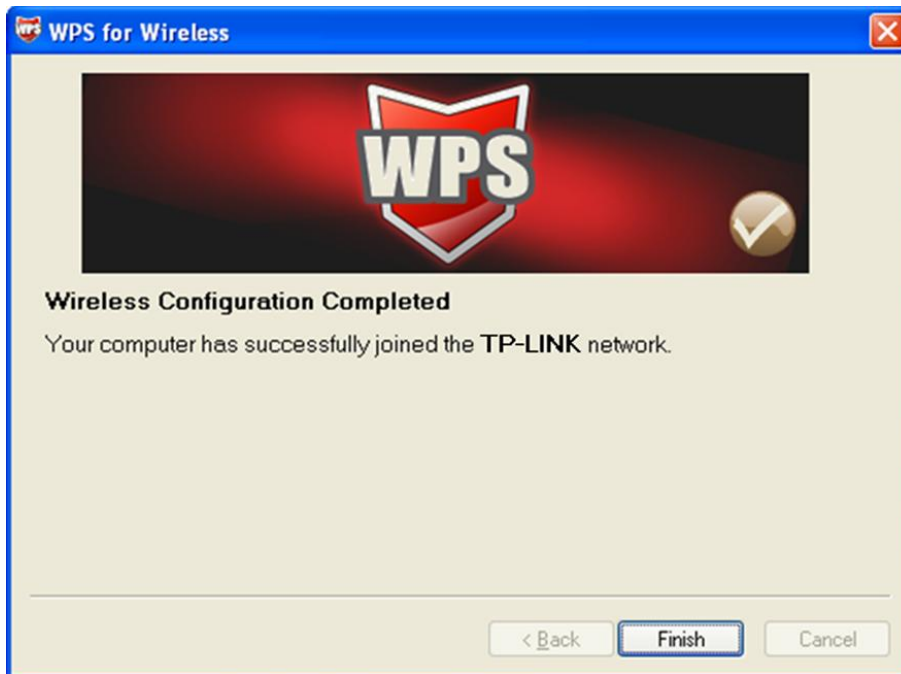 WPS WPS for Wireless
WPS
Wireless Configuration Completed
Your computer has successfully joined the TP-LINK network.
< Back Finish Cancel